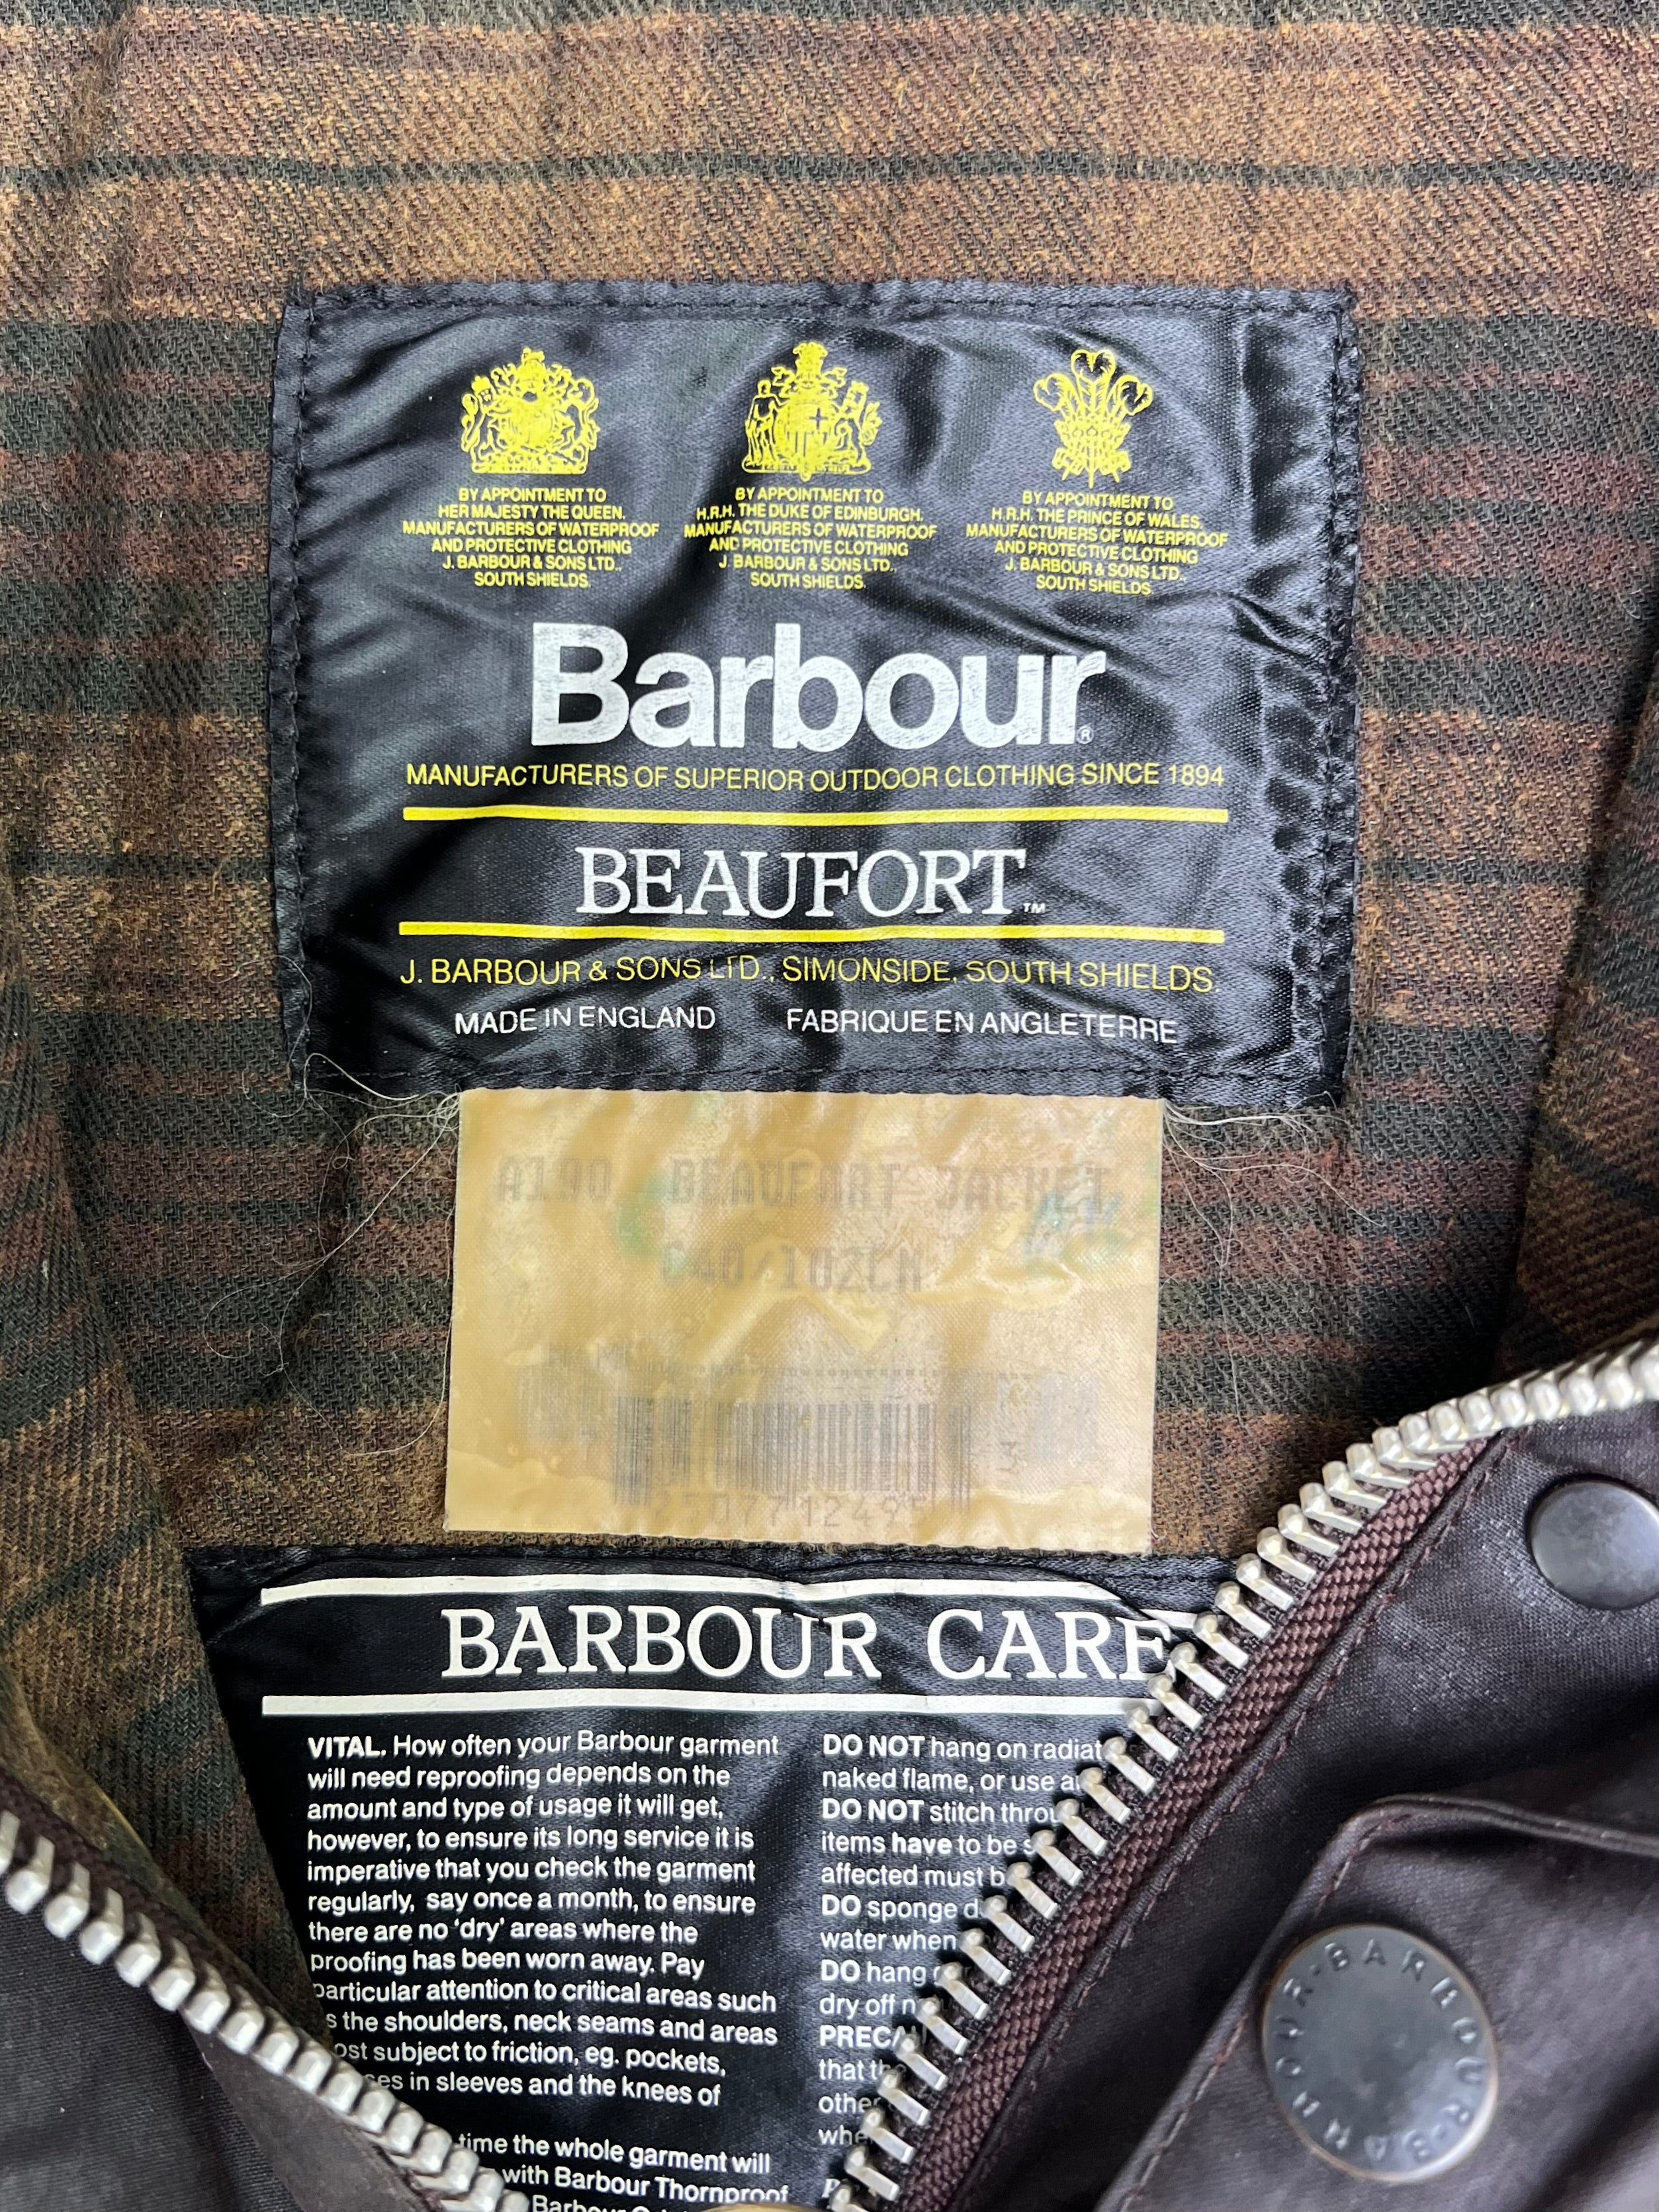 BY APPOINTMENT TO
HER MAJESTY THE QUEEN.
MANUFACTURERS OF WATERPROOF
AND PROTECTIVE CLOTHING
J. BARBOUR & SONS LTD.,
SOUTH SHIELDS.
BY APPOINTMENT TO
H.R.H. THE DUKE OF EDINBURGH.
MANUFACTURERS OF WATERPROOF
AND PROTECTIVE CLOTHING
J. BARBOUR & SONS LTD.,
SOUTH SHIELDS.
BY APPOINTMENT TO
H.R.H. THE PRINCE OF WALES.
MANUFACTURERS OF WATERPROOF
AND PROTECTIVE CLOTHING
J. BARBOUR & SONS LTD.,
SOUTH SHIELDS.
Barbour®
MANUFACTURERS OF SUPERIOR OUTDOOR CLOTHING SINCE 1894
BEAUFORT™
J. BARBOUR & SONS LTD., SIMONSIDE, SOUTH SHIELDS.
MADE IN ENGLAND FABRIQUE EN ANGLETERRE
A190 BEAUFORT JACKET
C40/102CM
NAME
BARBOUR CARE
VITAL. How often your Barbour garment
will need reproofing depends on the
amount and type of usage it will get,
however, to ensure its long service it is
imperative that you check the garment
regularly, say once a month, to ensure
there are no 'dry' areas where the
proofing has been worn away. Pay
particular attention to critical areas such
the shoulders, neck seams and areas
subject to friction, eg. pockets,
in sleeves and the knees of
time the whole garment will
with Barbour Thornproof
Barbour
DO NOT hang on
naked flame, or use
DO NOT stitch
items have to be
affected must
DO sponge
water when
DO hang
dry off
that
BARBOUR·BARBOUR·